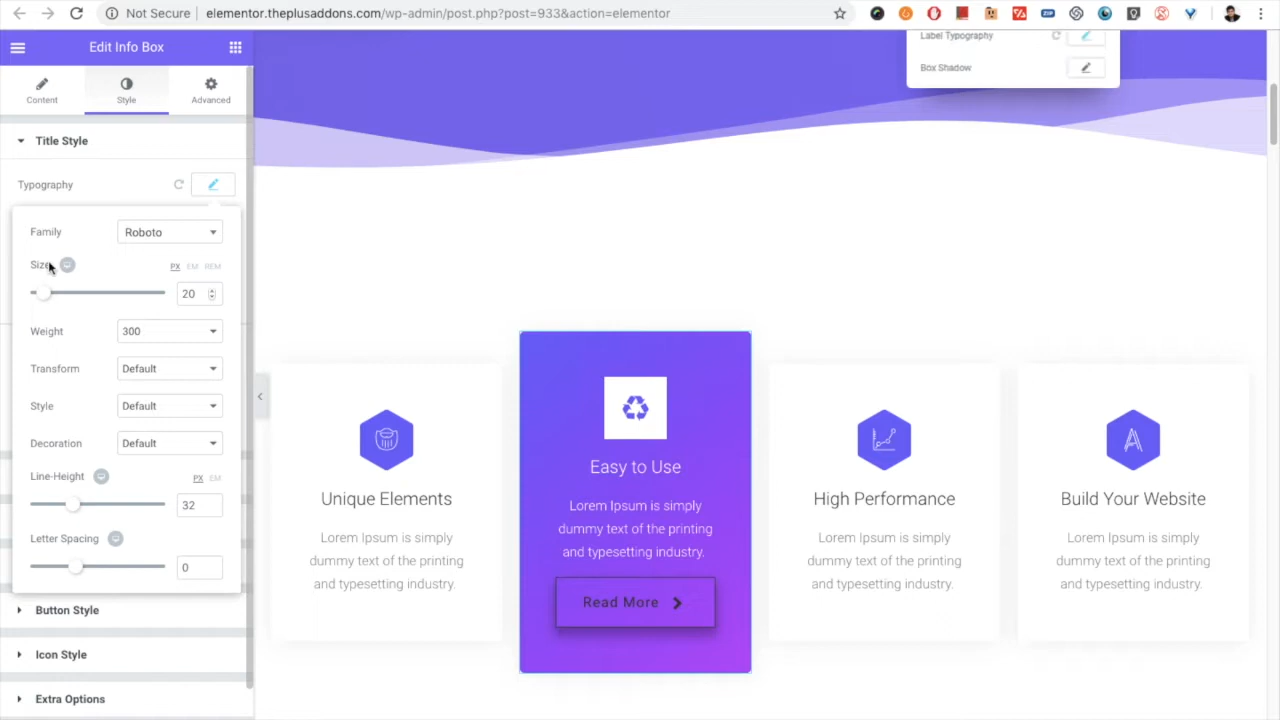 Not Secure | elementor.theplusaddons.com/wp-admin/post.php?post=933&action=elementor
ZIP
Edit Info Box
Content
Style
Advanced
Title Style
Typography
Family
Roboto
Size
PX EM REM
20
Weight
300
Transform
Default
Style
Default
Decoration
Default
Line-Height
PX EM
32
Letter Spacing
0
Button Style
Icon Style
Extra Options
Label Typography
Box Shadow
Unique Elements
Lorem Ipsum is simply
dummy text of the printing
and typesetting industry.
Easy to Use
Lorem Ipsum is simply
dummy text of the printing
and typesetting industry.
Read More
High Performance
Lorem Ipsum is simply
dummy text of the printing
and typesetting industry.
Build Your Website
Lorem Ipsum is simply
dummy text of the printing
and typesetting industry.